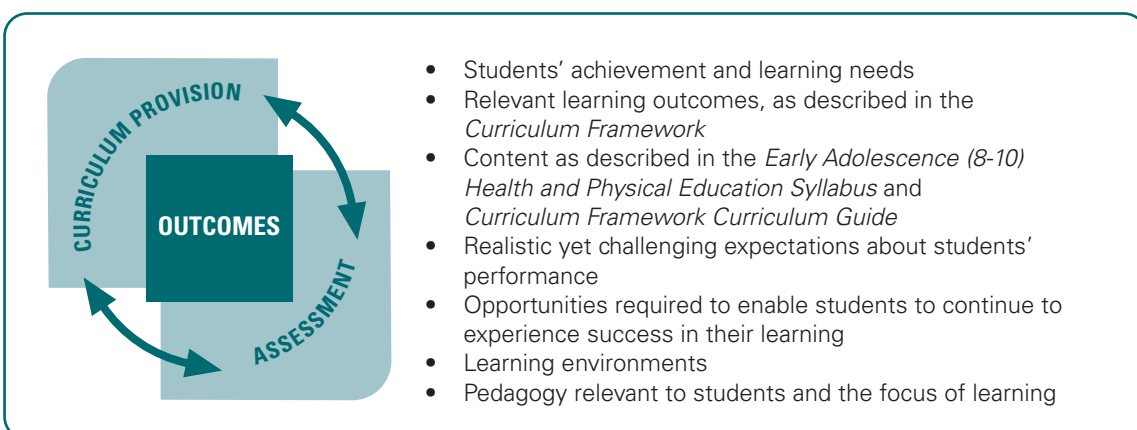 CURRICULUM PROVISION
OUTCOMES
ASSESSMENT
• Students’ achievement and learning needs
• Relevant learning outcomes, as described in the
Curriculum Framework
• Content as described in the Early Adolescence (8-10)
Health and Physical Education Syllabus and
Curriculum Framework Curriculum Guide
• Realistic yet challenging expectations about students’
performance
• Opportunities required to enable students to continue to
experience success in their learning
• Learning environments
• Pedagogy relevant to students and the focus of learning